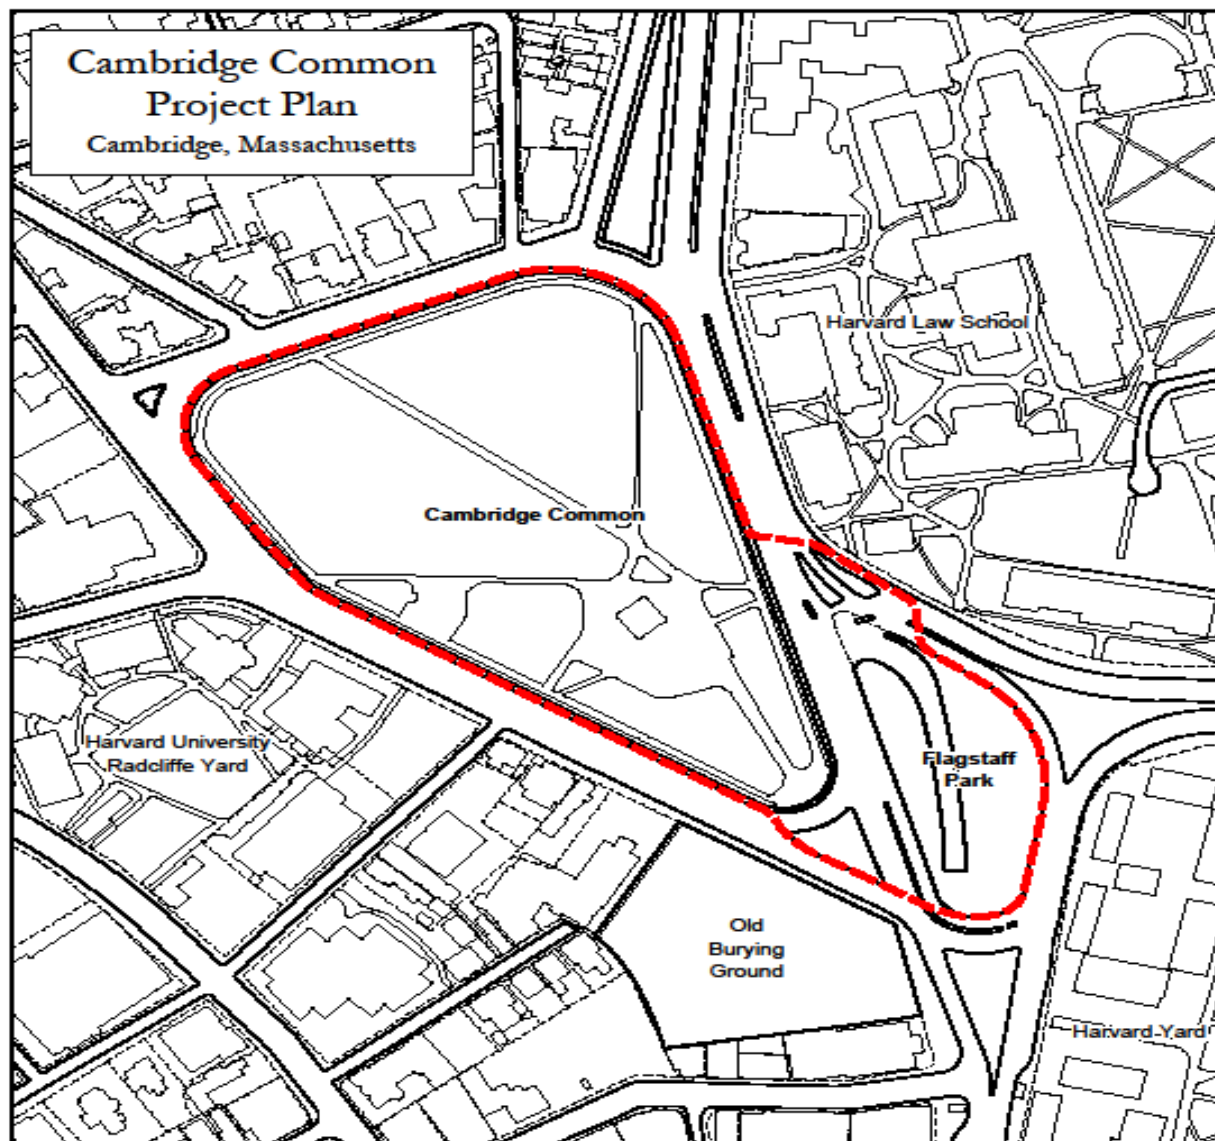 Cambridge Common
Project Plan
Cambridge, Massachusetts
Harvard Law School
Cambridge Common
Harvard University
Radcliffe Yard
Flagstaff
Park
Old
Burying
Ground
Harvard Yard